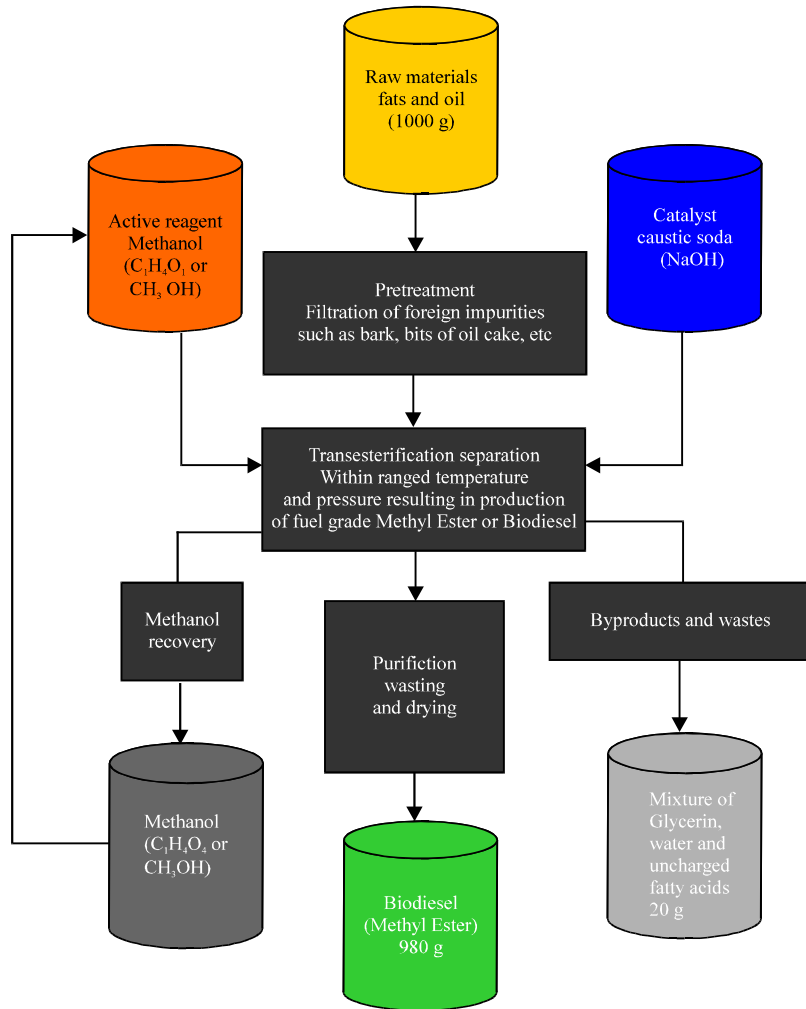 Raw materials
fats and oil
(1000 g)
Active reagent
Methanol
(C₁H₄O₁ or
CH₃ OH)
Catalyst
caustic soda
(NaOH)
Pretreatment
Filtration of foreign impurities
such as bark, bits of oil cake, etc
Transesterification separation
Within ranged temperature
and pressure resulting in production
of fuel grade Methyl Ester or Biodiesel
Methanol
recovery
Purifiction
wasting
and drying
Byproducts and wastes
Methanol
(C₁H₄O₄ or
CH₃OH)
Biodiesel
(Methyl Ester)
980 g
Mixture of
Glycerin,
water and
uncharged
fatty acids
20 g